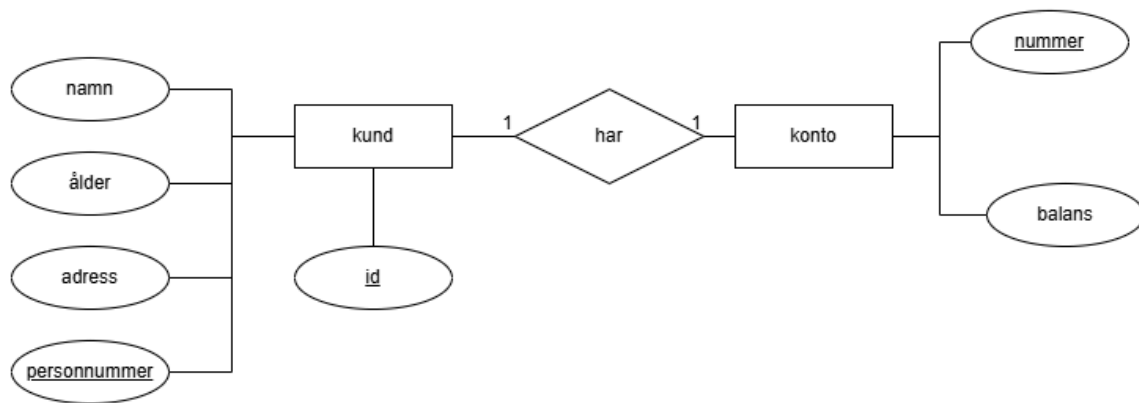 namn
ålder
adress
personnummer
kund
id
1
har
1
konto
nummer
balans